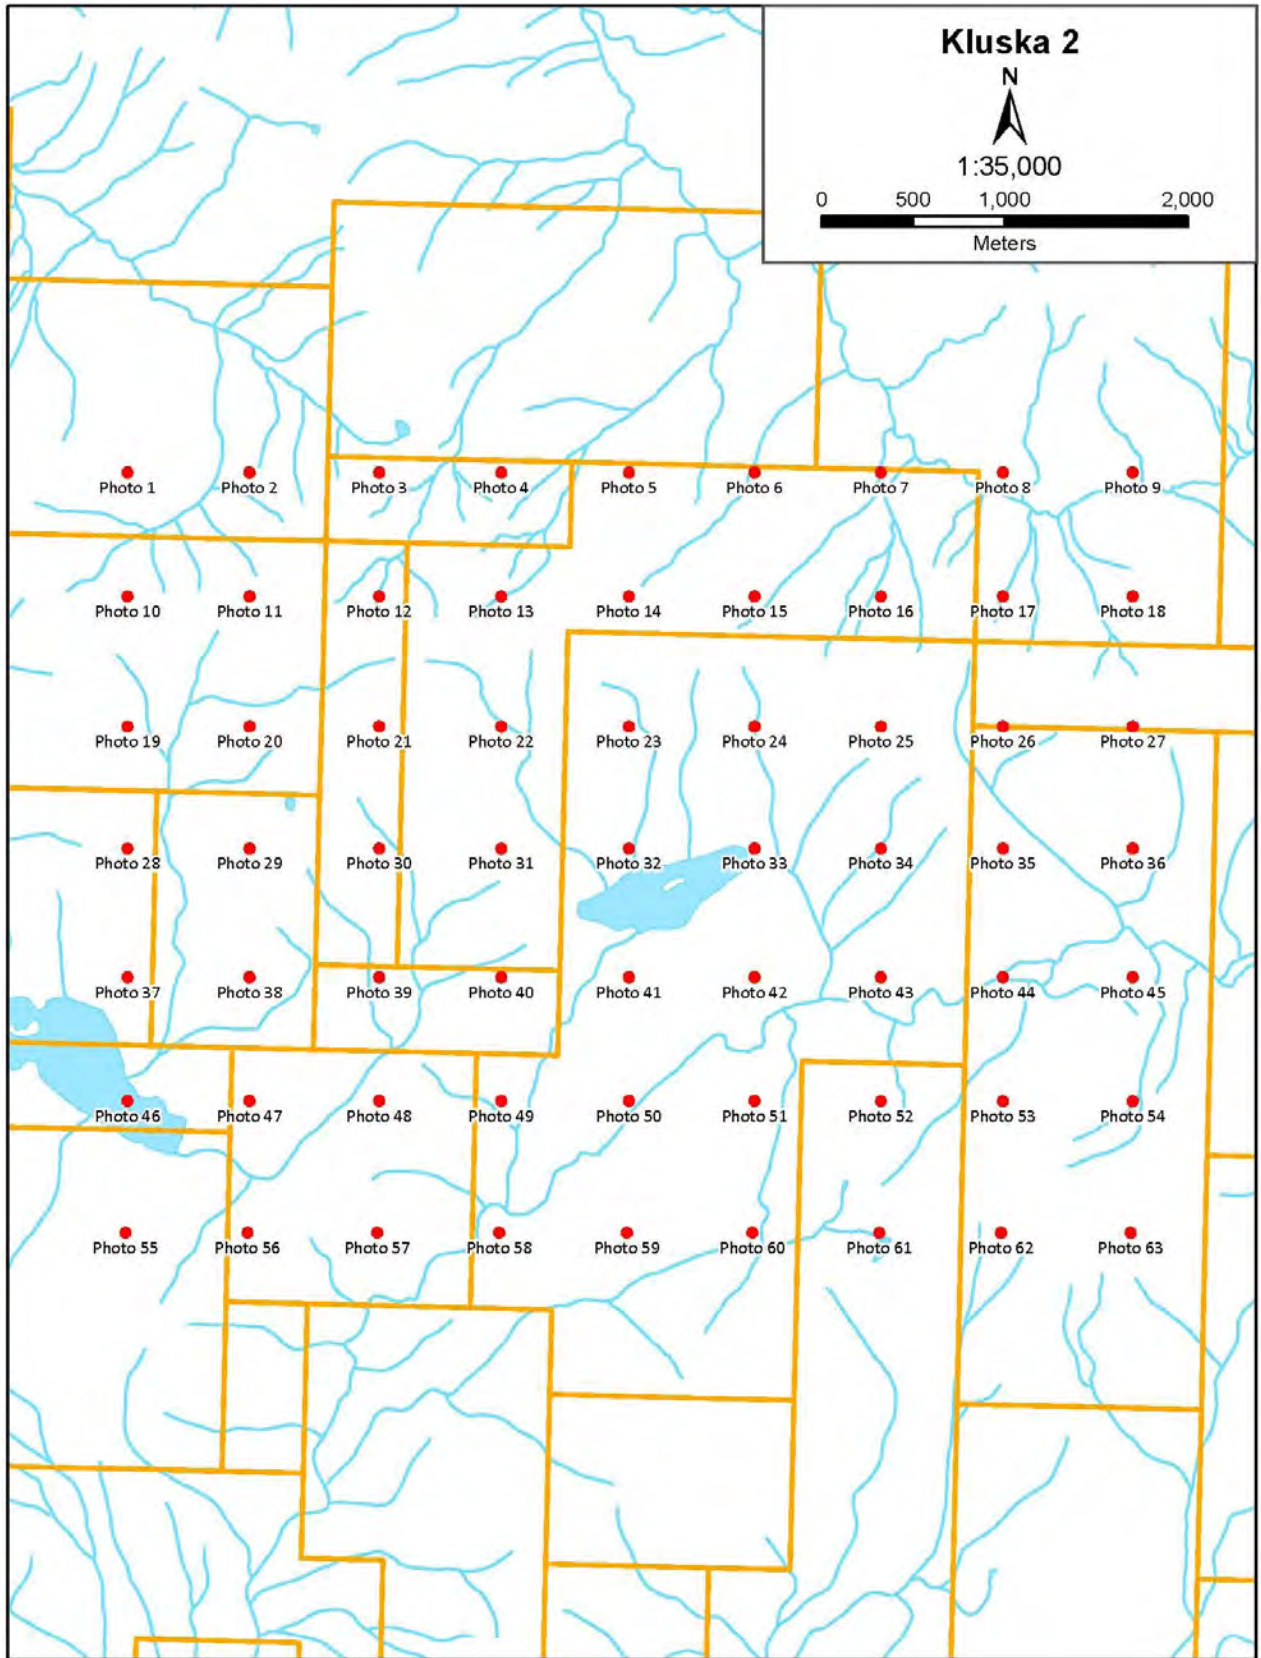 Kluska 2
N
1:35,000
0 500 1,000 2,000
Meters
Photo 1 Photo 2 Photo 3 Photo 4 Photo 5 Photo 6 Photo 7 Photo 8 Photo 9
Photo 10 Photo 11 Photo 12 Photo 13 Photo 14 Photo 15 Photo 16 Photo 17 Photo 18
Photo 19 Photo 20 Photo 21 Photo 22 Photo 23 Photo 24 Photo 25 Photo 26 Photo 27
Photo 28 Photo 29 Photo 30 Photo 31 Photo 32 Photo 33 Photo 34 Photo 35 Photo 36
Photo 37 Photo 38 Photo 39 Photo 40 Photo 41 Photo 42 Photo 43 Photo 44 Photo 45
Photo 46 Photo 47 Photo 48 Photo 49 Photo 50 Photo 51 Photo 52 Photo 53 Photo 54
Photo 55 Photo 56 Photo 57 Photo 58 Photo 59 Photo 60 Photo 61 Photo 62 Photo 63